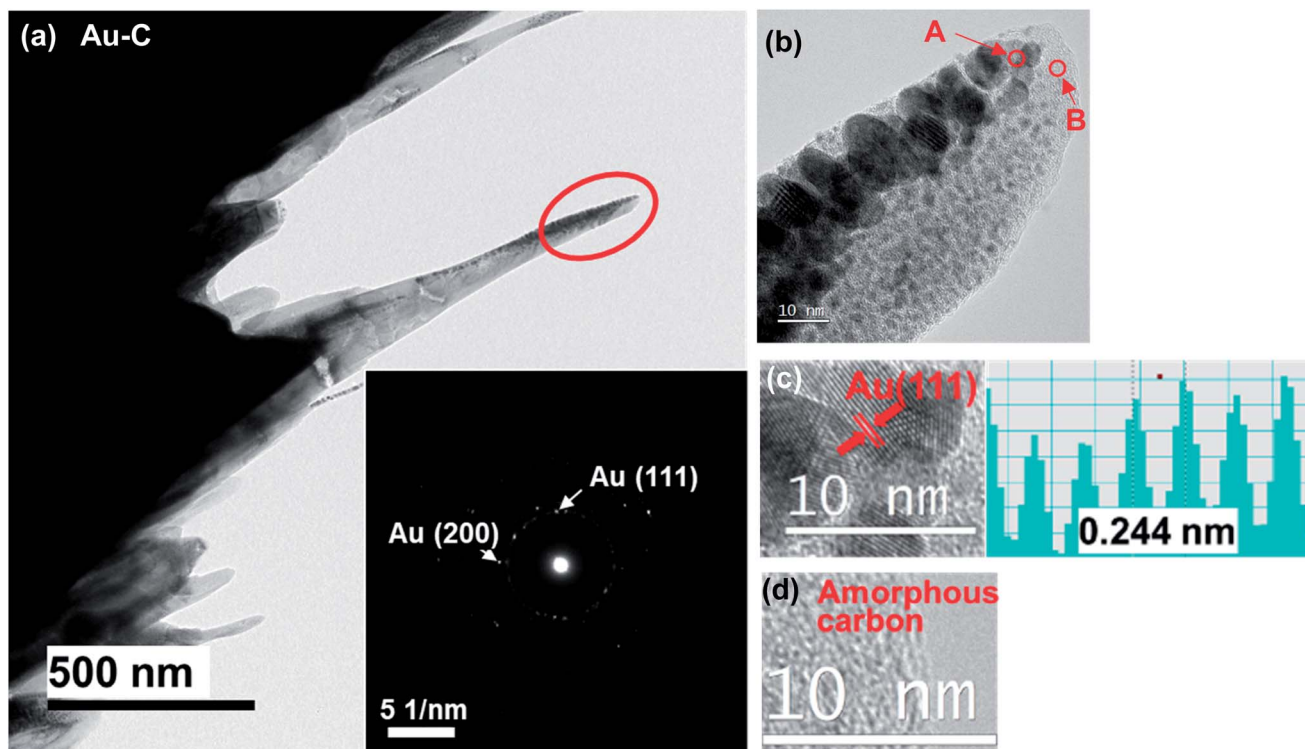 (a) Au-C
Au (111)
Au (200)
500 nm
5 1/nm
(b)
A
B
10 nm
(c)
Au(111)
10 nm
0.244 nm
(d)
Amorphous
carbon
10 nm